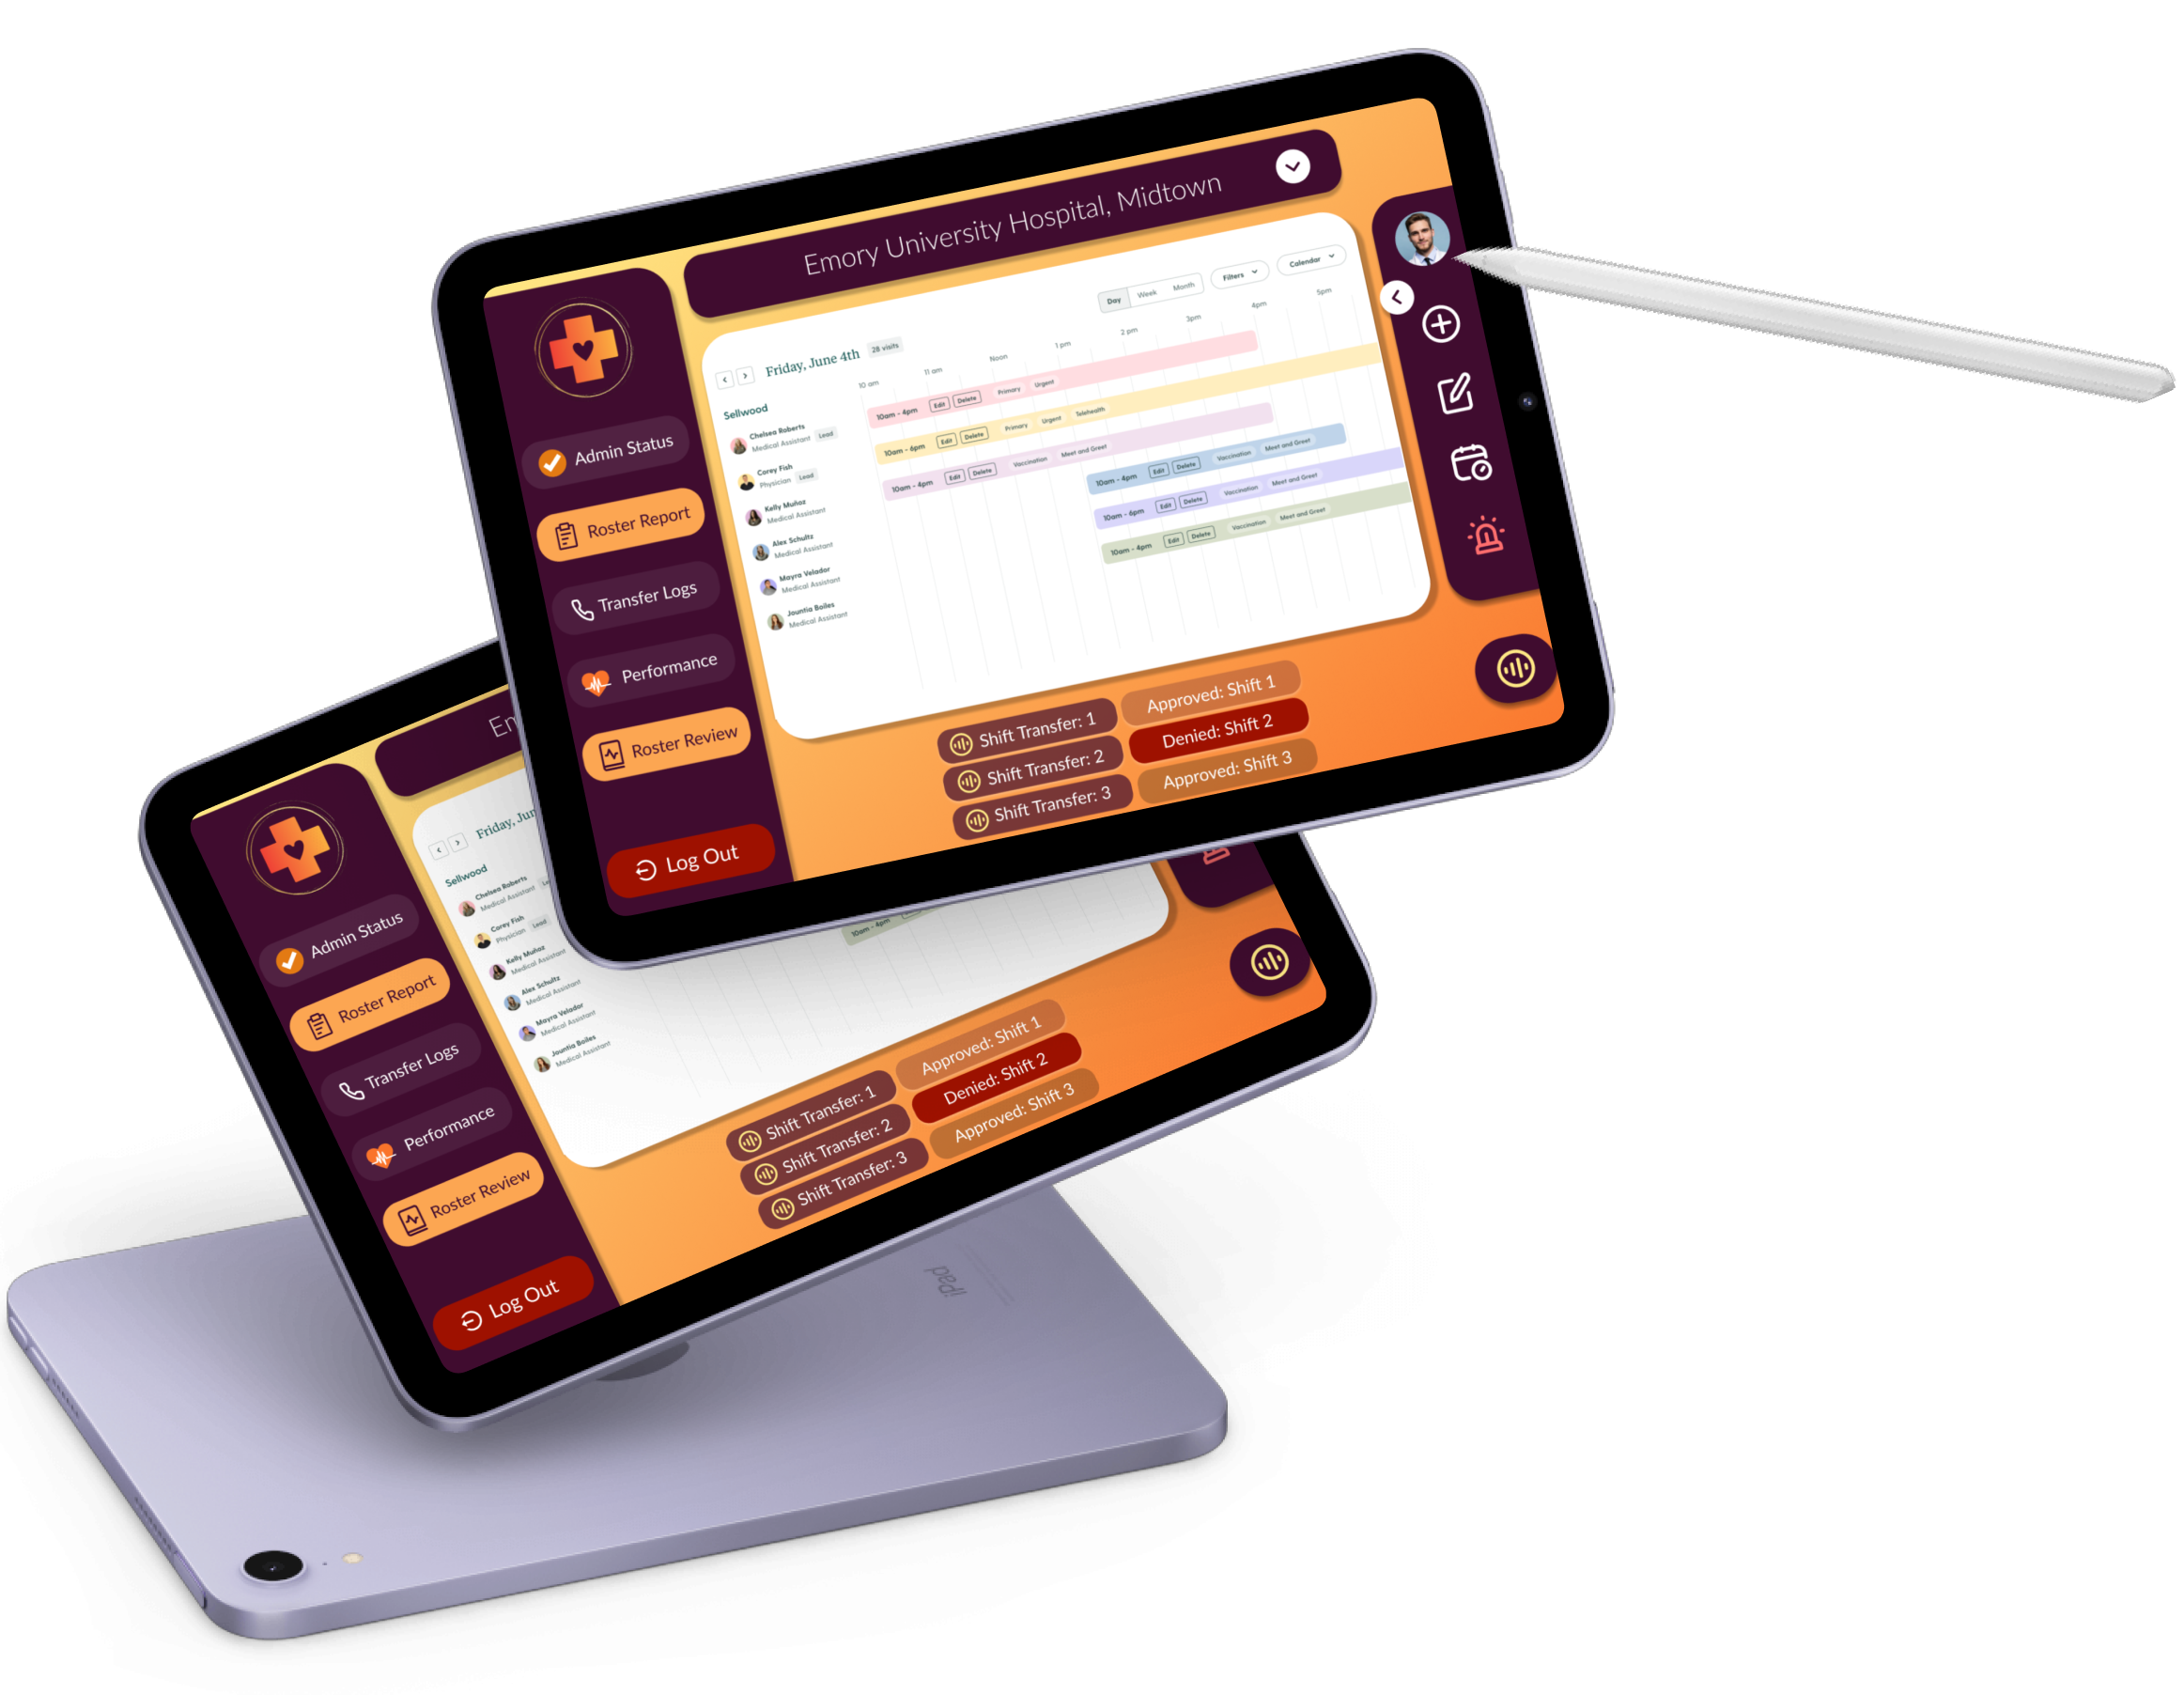 Emory University Hospital, Midtown
Admin Status
Roster Report
Transfer Logs
Performance
Roster Review
Log Out
Friday, June 4th
28 visits
Day
Week
Month
Filters
Calendar
10 am
11 am
Noon
1 pm
2 pm
3pm
4pm
5pm
Sellwood
Chelsea Roberts
Medical Assistant
Lead
10am - 4pm
Edit
Delete
Primary
Urgent
Corey Fish
Physician
Lead
10am - 6pm
Edit
Delete
Primary
Urgent
Telehealth
Kelly Muñoz
Medical Assistant
10am - 4pm
Edit
Delete
Vaccination
Meet and Greet
Alex Schultz
Medical Assistant
10am - 4pm
Edit
Delete
Vaccination
Meet and Greet
Mayra Velador
Medical Assistant
10am - 6pm
Edit
Delete
Vaccination
Meet and Greet
Jountia Bailes
Medical Assistant
10am - 4pm
Edit
Delete
Vaccination
Meet and Greet
Shift Transfer: 1
Approved: Shift 1
Shift Transfer: 2
Denied: Shift 2
Shift Transfer: 3
Approved: Shift 3
Admin Status
Roster Report
Transfer Logs
Performance
Roster Review
Log Out
Friday, Jun
Sellwood
Chelsea Roberts
Medical Assistant
Corey Fish
Physician
Lead
Kelly Muñoz
Medical Assistant
Alex Schultz
Medical Assistant
Mayra Velador
Medical Assistant
Jountia Bailes
Medical Assistant
10am - 4pm
Shift Transfer: 1
Approved: Shift 1
Shift Transfer: 2
Denied: Shift 2
Shift Transfer: 3
Approved: Shift 3
iPad